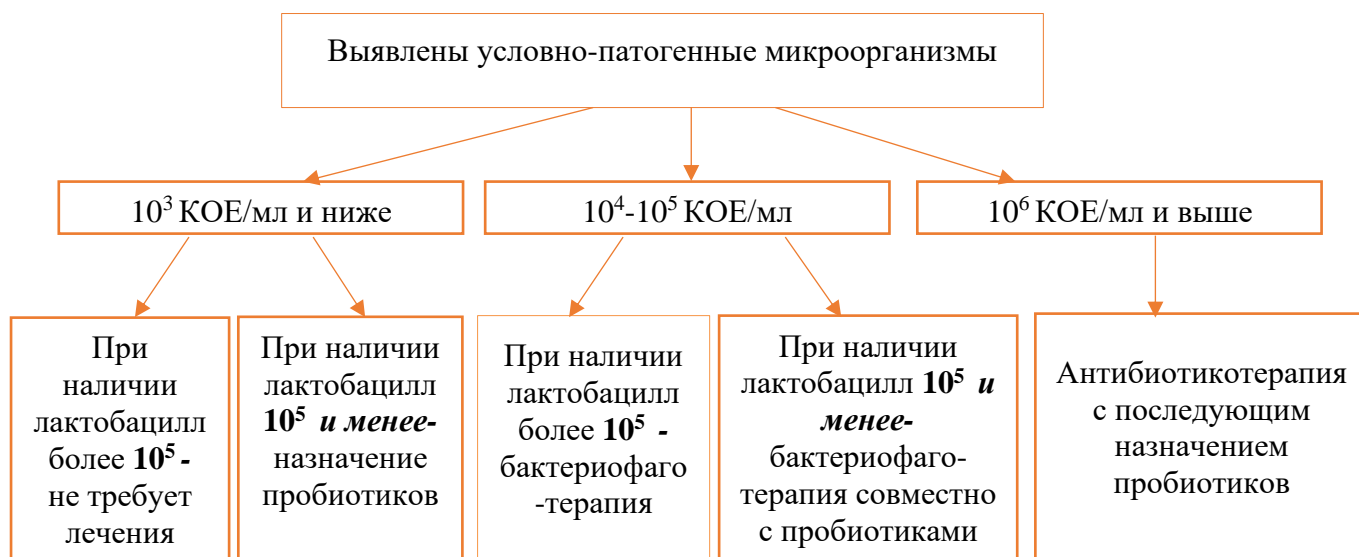 Выявлены условно-патогенные микроорганизмы
10³ КОЕ/мл и ниже
10⁴-10⁵ КОЕ/мл
10⁶ КОЕ/мл и выше
При
наличии
лактобацилл
более 10⁵ -
не требует
лечения
При наличии
лактобацилл
10⁵ и менее-
назначение
пробиотиков
При наличии
лактобацилл
более 10⁵ -
бактериофаго
-терапия
При наличии
лактобацилл 10⁵ и
менее-
бактериофаго-
терапия совместно
с пробиотиками
Антибиотикотерапия
с последующим
назначением
пробиотиков